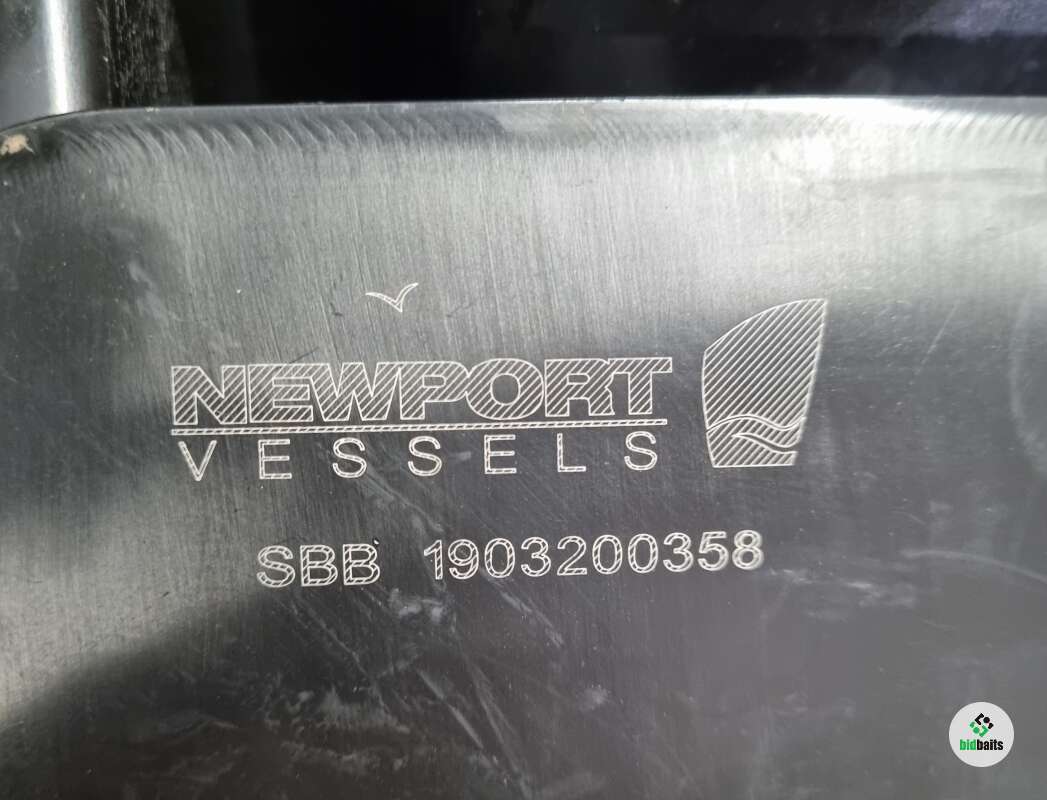 NEWPORT
VESSELS
SBB 1903200358
bidbaits